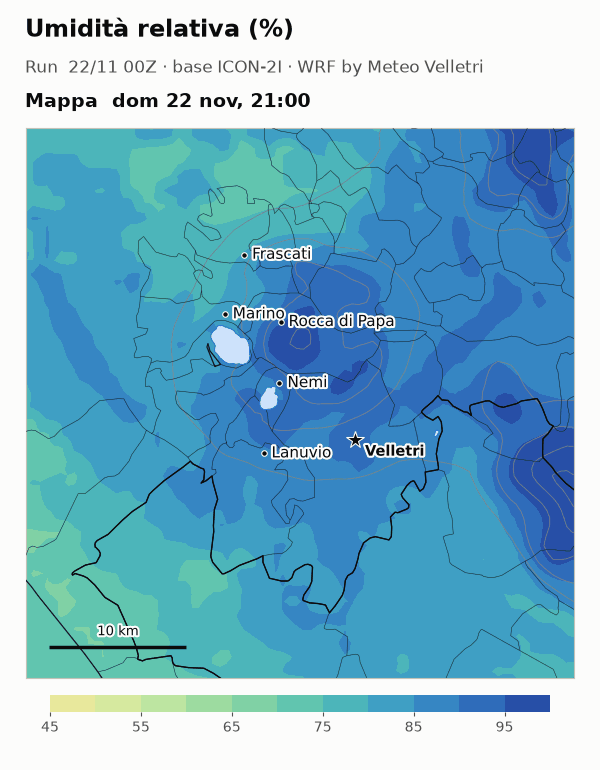 Umidità relativa (%)
Run  22/11 00Z · base ICON-2I · WRF by Meteo Velletri
Mappa  dom 22 nov, 21:00
Frascati
Marino
Rocca di Papa
Nemi
Velletri
Lanuvio
10 km
45 55 65 75 85 95